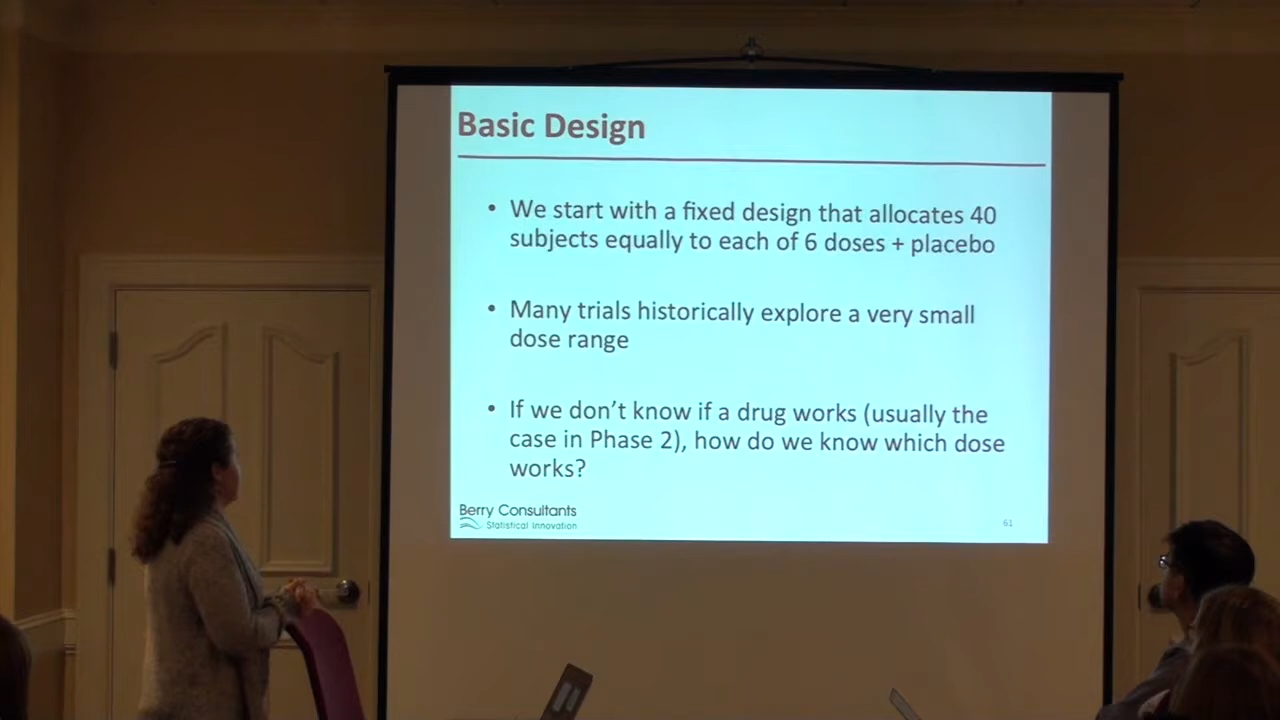 Basic Design
• We start with a fixed design that allocates 40
subjects equally to each of 6 doses + placebo
• Many trials historically explore a very small
dose range
• If we don't know if a drug works (usually the
case in Phase 2), how do we know which dose
works?
Berry Consultants
Statistical Innovation
61